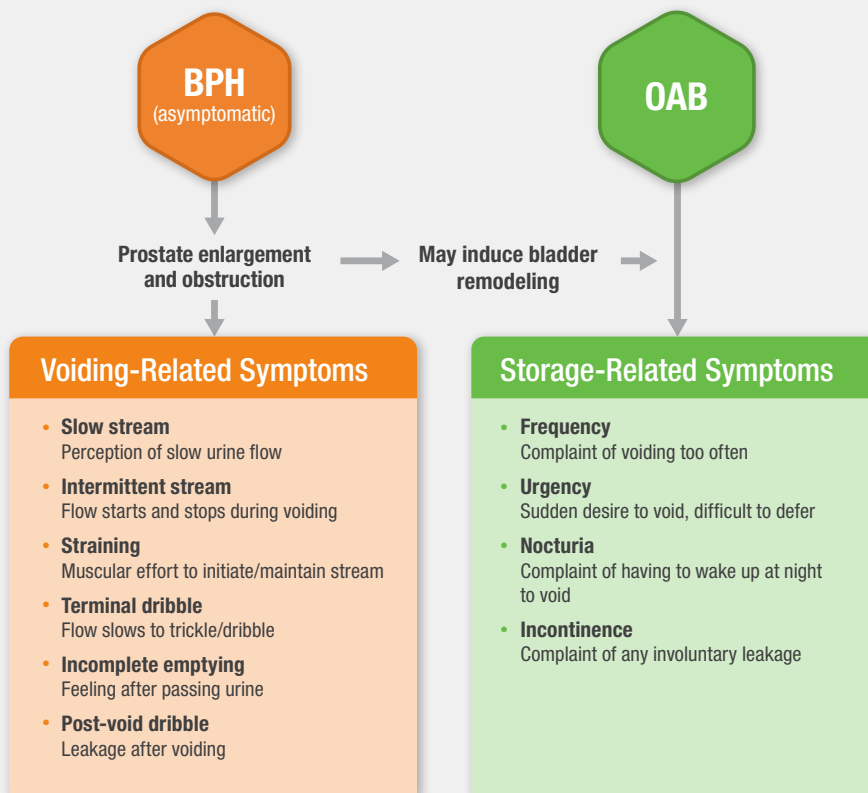 BPH
(asymptomatic)
OAB
Prostate enlargement
and obstruction
May induce bladder
remodeling
Voiding-Related Symptoms
• Slow stream
Perception of slow urine flow
• Intermittent stream
Flow starts and stops during voiding
• Straining
Muscular effort to initiate/maintain stream
• Terminal dribble
Flow slows to trickle/dribble
• Incomplete emptying
Feeling after passing urine
• Post-void dribble
Leakage after voiding
Storage-Related Symptoms
• Frequency
Complaint of voiding too often
• Urgency
Sudden desire to void, difficult to defer
• Nocturia
Complaint of having to wake up at night
to void
• Incontinence
Complaint of any involuntary leakage